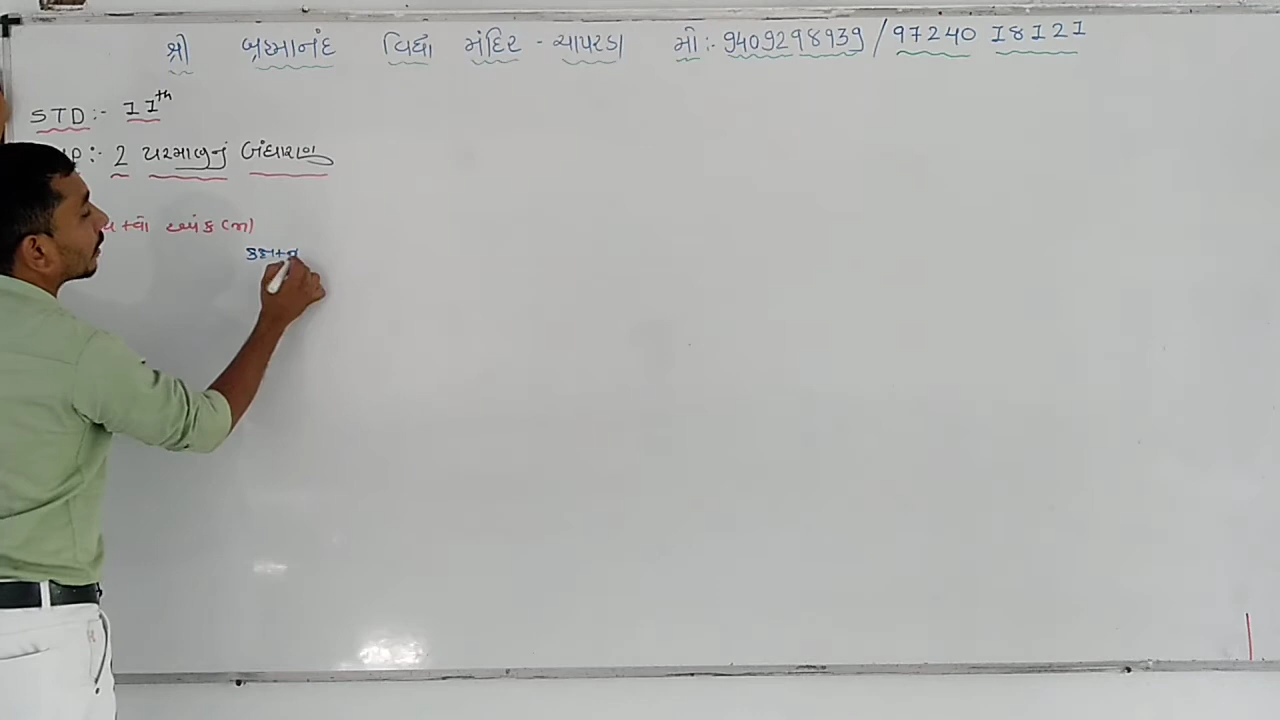 શ્રી બ્રહ્માનંદ વિદ્યા મંદિર - ચાપરડા મો :- 9409298939 / 97240 18121
STD :- 11th
P :- 2 પરમાણુનું બંધારણ
ક (m)